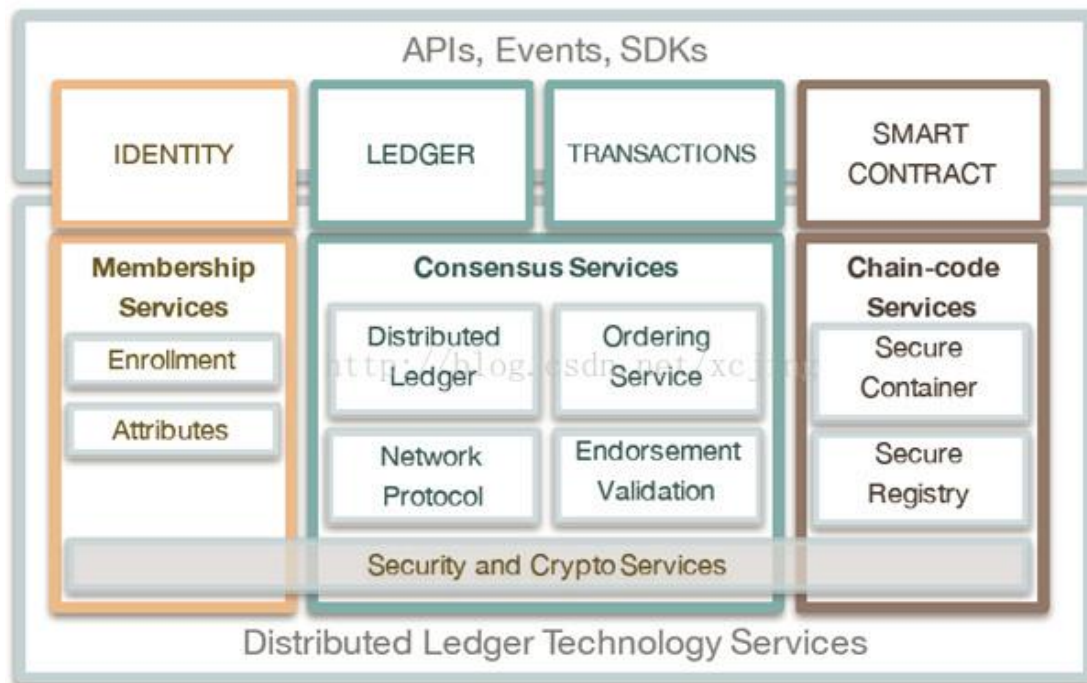 APIs, Events, SDKs
IDENTITY
LEDGER
TRANSACTIONS
SMART
CONTRACT
Membership
Services
Enrollment
Attributes
Consensus Services
Distributed
Ledger
Ordering
Service
Network
Protocol
Endorsement
Validation
Chain-code
Services
Secure
Container
Secure
Registry
Security and Crypto Services
Distributed Ledger Technology Services